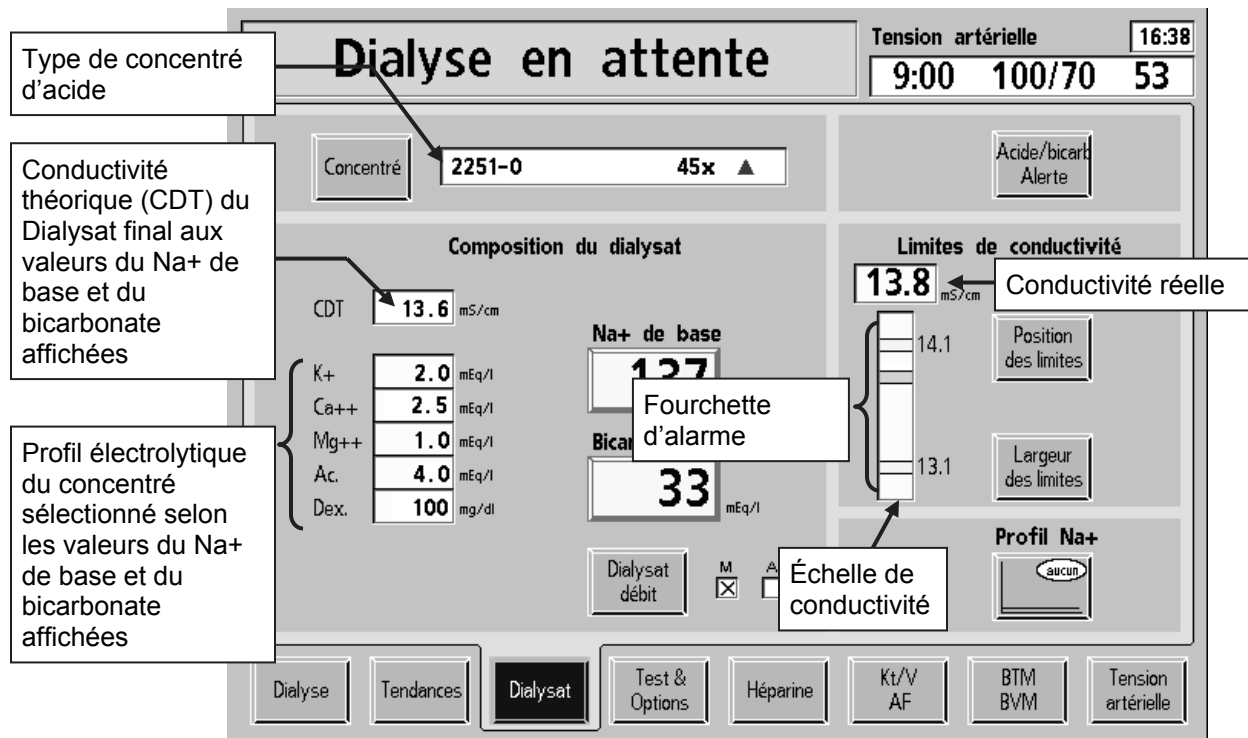 Dialyse en attente
Tension artérielle
16:38
9:00 100/70 53
Type de concentré
d'acide
Concentré
2251-0 45x ▲
Acide/bicarb
Alerte
Conductivité
théorique (CDT) du
Dialysat final aux
valeurs du Na+ de
base et du
bicarbonate
affichées
Composition du dialysat
CDT 13.6 mS/cm
K+ 2.0 mEq/l
Ca++ 2.5 mEq/l
Mg++ 1.0 mEq/l
Ac. 4.0 mEq/l
Dex. 100 mg/dl
Na+ de base
33 mEq/l
Dialysat
débit
M
A
Limites de conductivité
13.8 mS/cm
Conductivité réelle
14.1
13.1
Position
des limites
Largeur
des limites
Fourchette
d'alarme
Échelle de
conductivité
Profil Na+
aucun
Profil électrolytique
du concentré
sélectionné selon
les valeurs du Na+
de base et du
bicarbonate
affichées
Dialyse
Tendances
Dialysat
Test &
Options
Héparine
Kt/V
AF
BTM
BVM
Tension
artérielle